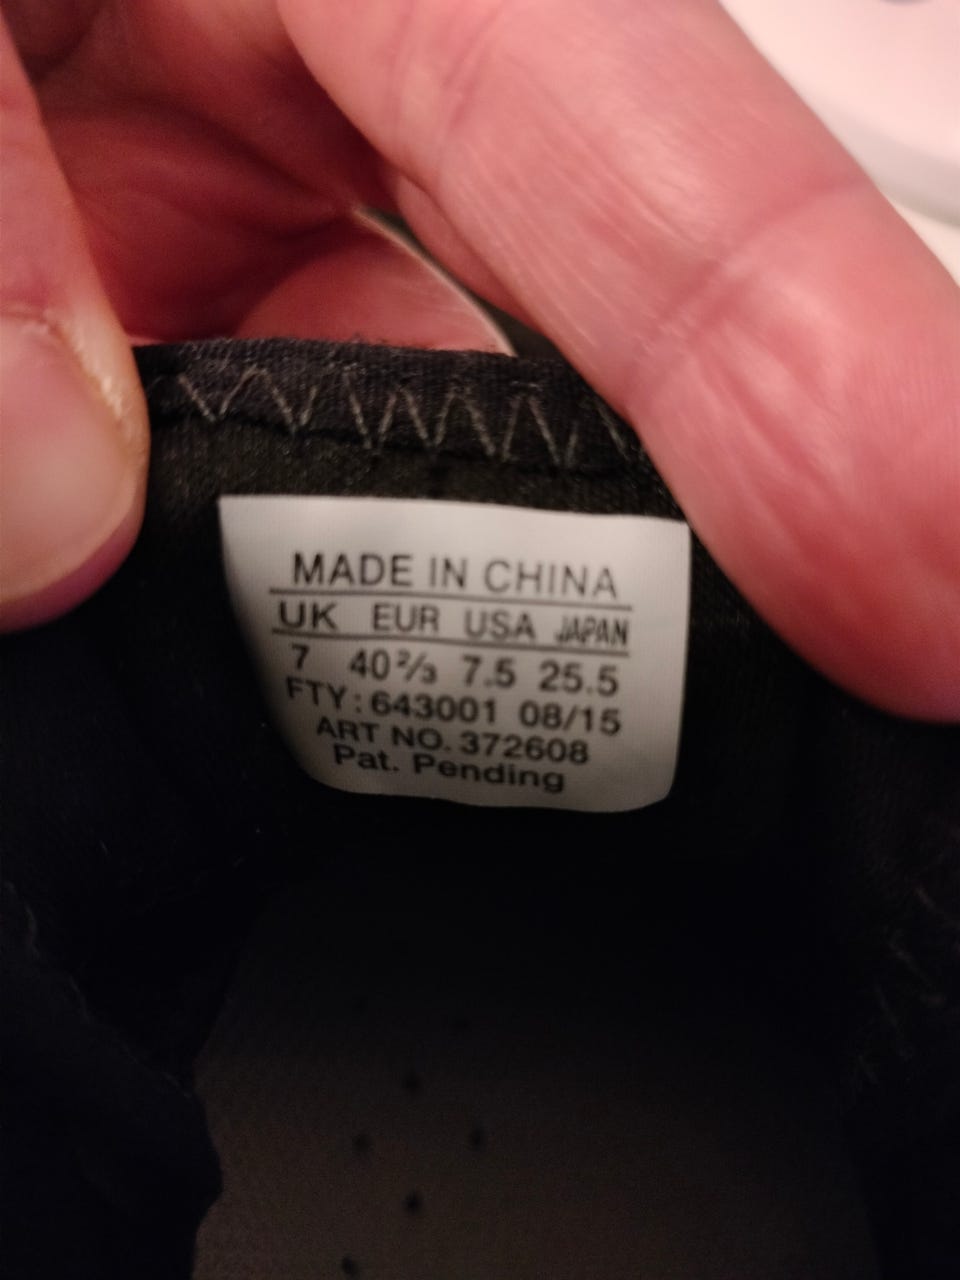 MADE IN CHINA
UK EUR USA JAPAN
7 40⅔ 7.5 25.5
FTY: 643001 08/15
ART NO. 372608
Pat. Pending